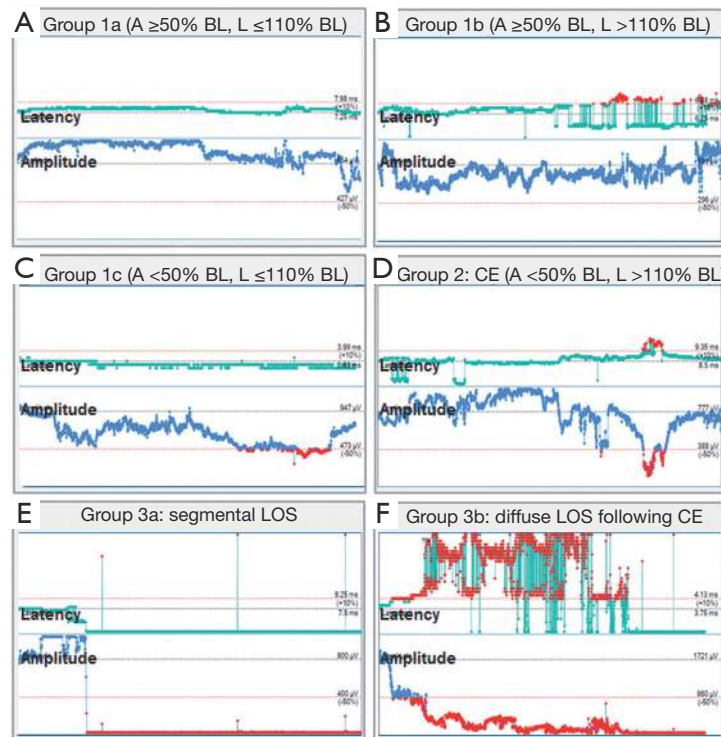 A Group 1a (A ≥50% BL, L ≤110% BL)
7.98 ms
(+10%)
Latency
7.25 ms
Amplitude
427 µV
(-50%)
B Group 1b (A ≥50% BL, L >110% BL)
(+10%)
Latency
6.25 ms
Amplitude
296 µV
(-50%)
C Group 1c (A <50% BL, L ≤110% BL)
3.99 ms
(+10%)
Latency
Amplitude
947 µV
473 µV
(-50%)
D Group 2: CE (A <50% BL, L >110% BL
9.35 ms
(+10%)
Latency
8.5 ms
Amplitude
777 µV
388 µV
(-50%)
E Group 3a: segmental LOS
8.25 ms
(+10%)
Latency
7.5 ms
Amplitude
800 µV
400 µV
(-50%)
F Group 3b: diffuse LOS following CE
4.13 ms
(+10%)
Latency
3.75 ms
Amplitude
1721 µV
860 µV
(-50%)